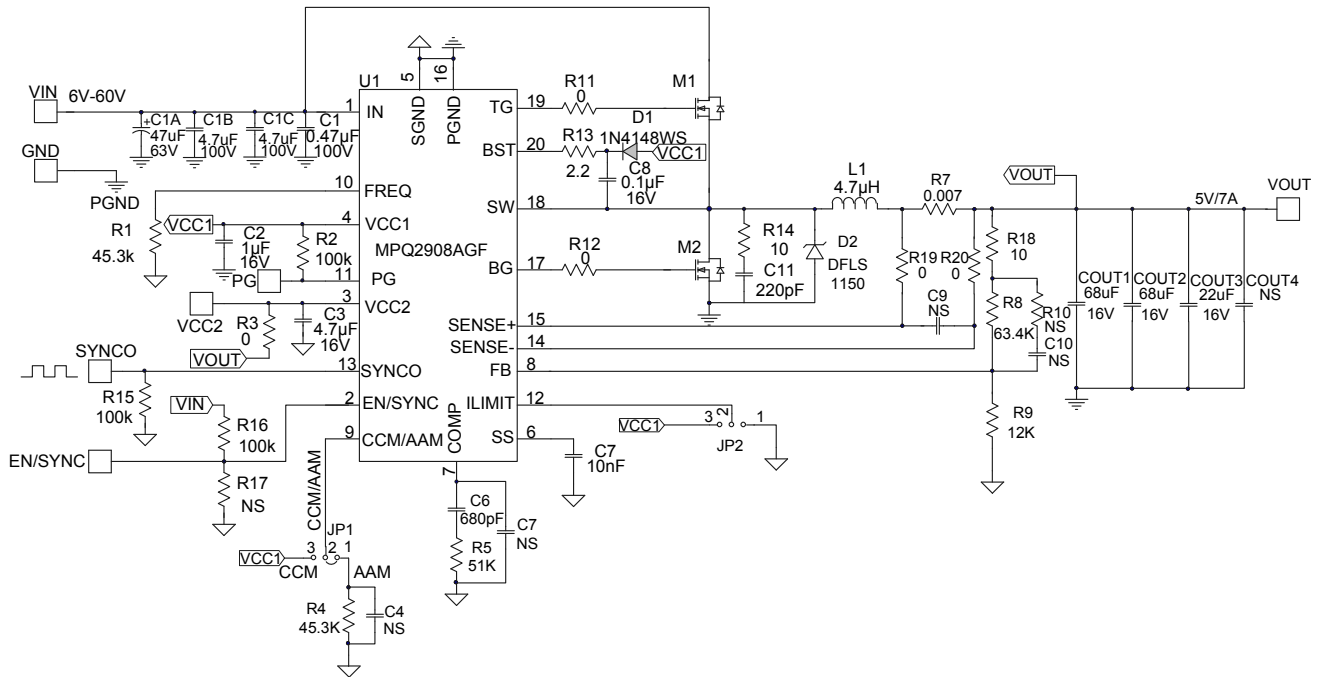 U1
VIN
6V-60V
GND
PGND
+C1A
47uF
63V
C1B
4.7uF
100V
C1C
4.7uF
100V
C1
0.47uF
100V
5
16
SGND
PGND
1
IN
10
FREQ
4
VCC1
MPQ2908AGF
11
PG
3
VCC2
13
SYNCO
2
EN/SYNC
9
CCM/AAM
COMP
7
TG
19
BST
20
SW
18
BG
17
SENSE+
15
SENSE-
14
FB
8
ILIMIT
12
SS
6
R1
45.3k
VCC1
C2
1µF
16V
R2
100k
PG
VCC2
R3
0
C3
4.7µF
16V
VOUT
SYNCO
R15
100k
VIN
R16
100k
EN/SYNC
R17
NS
CCM/AAM
JP1
VCC1
3
2
1
CCM
AAM
R4
45.3K
C4
NS
C6
680pF
R5
51K
C7
NS
C7
10nF
R11
0
M1
D1
1N4148WS
R13
2.2
VCC1
C8
0.1µF
16V
R12
0
M2
R14
10
C11
220pF
D2
DFLS
1150
L1
4.7µH
R7
0.007
R19
0
R20
0
C9
NS
VOUT
R18
10
R8
63.4K
R10
NS
C10
NS
R9
12K
5V/7A
VOUT
COUT1
68uF
16V
COUT2
68uF
16V
COUT3
22uF
16V
COUT4
NS
VCC1
3
2
1
JP2